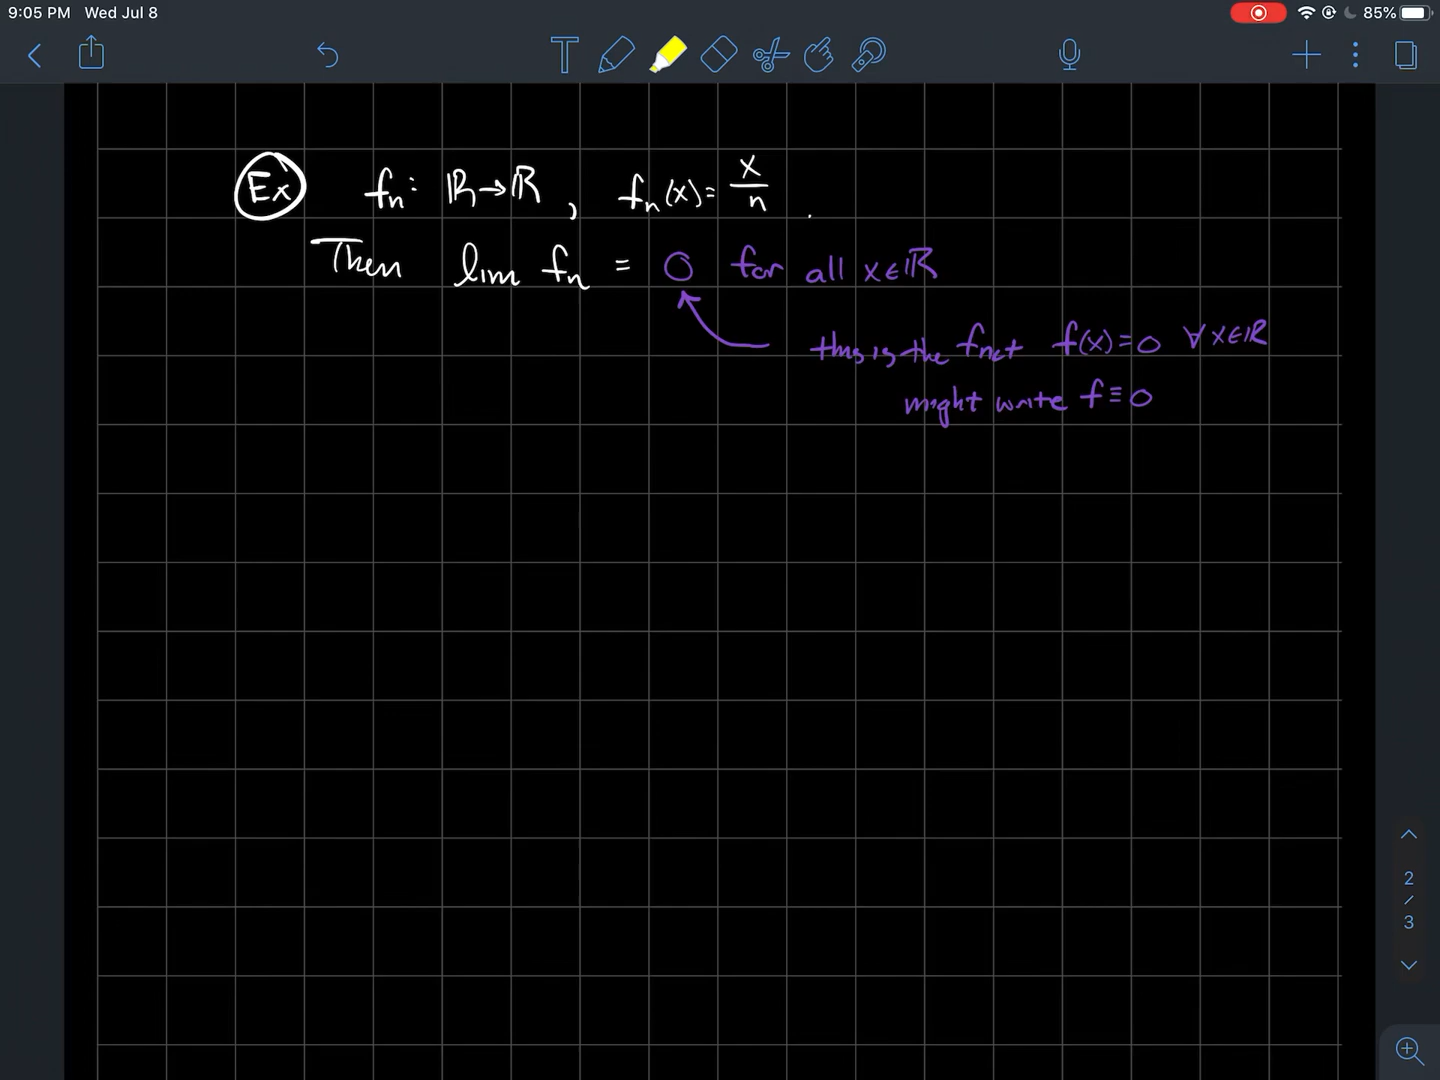 9:05 PM Wed Jul 8 85%
Ex fn: ℝ→ℝ, fn(x)= x/n.
Then lim fn = 0 for all x∈ℝ
this is the fnct f(x)=0 ∀x∈ℝ
might write f≡0
2
/
3